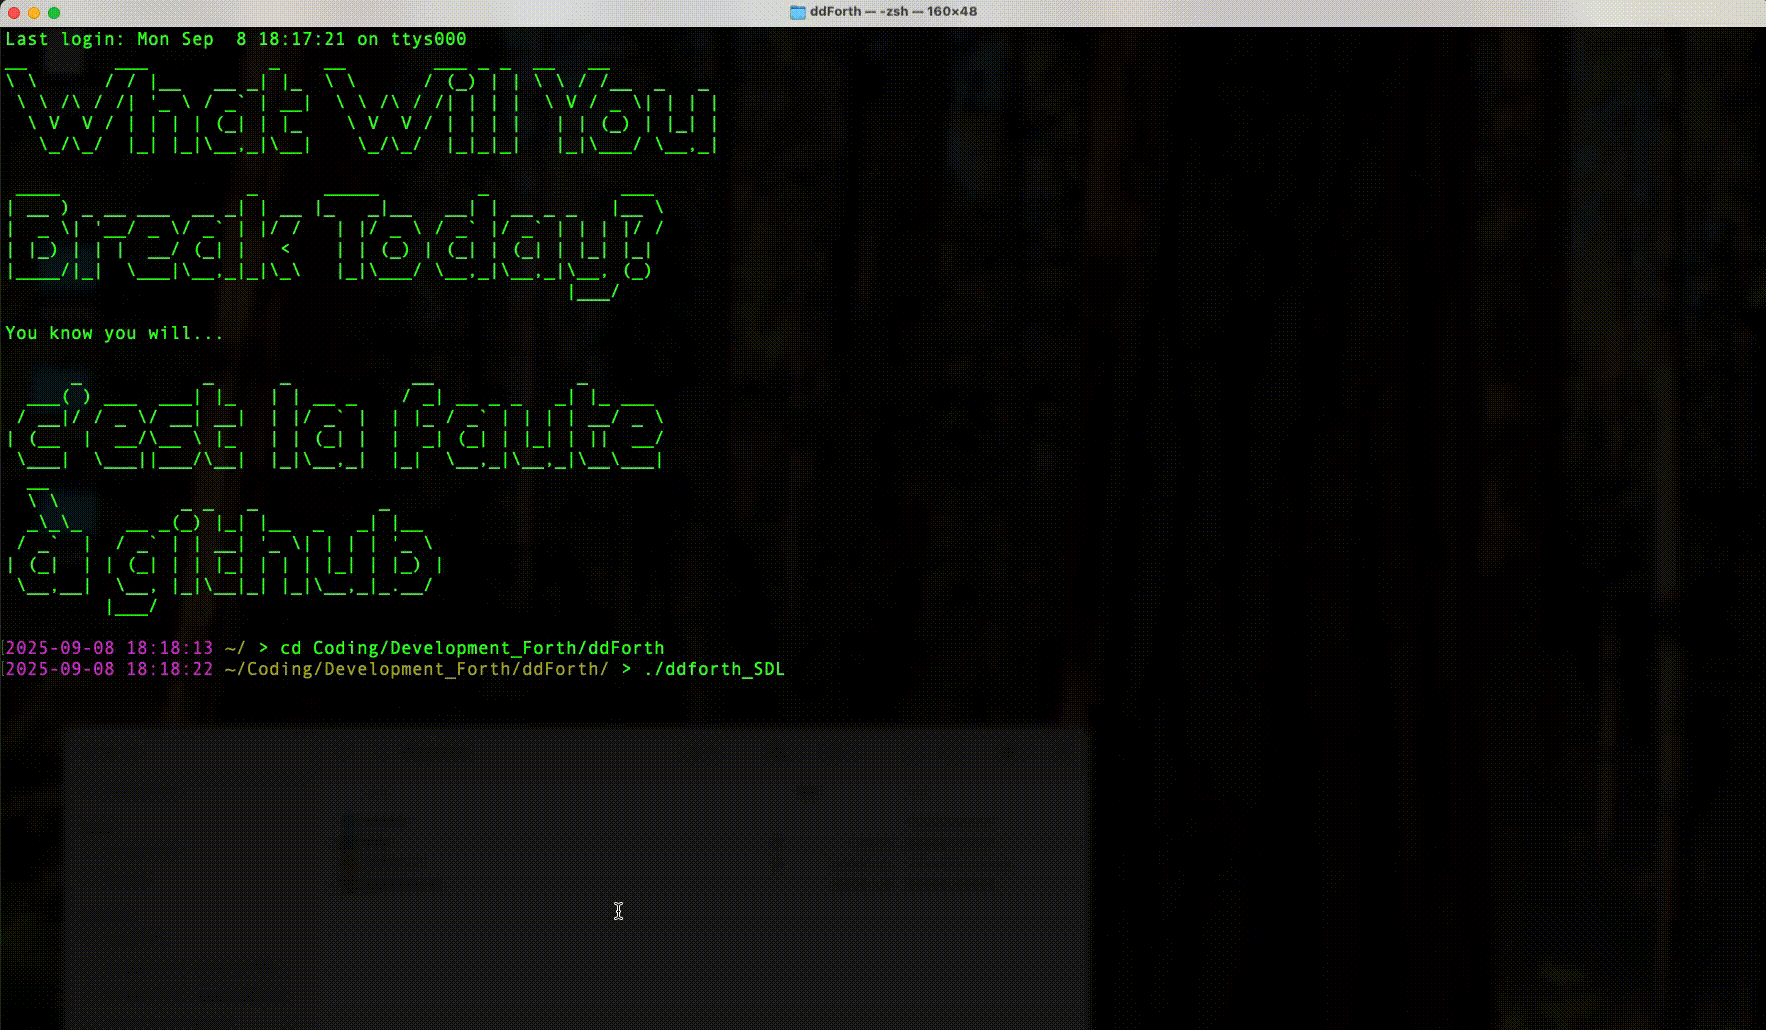 ddForth — -zsh — 160×48
Last login: Mon Sep  8 18:17:21 on ttys000
What Will You
Break Today?
You know you will...
c'est la faute
à github
2025-09-08 18:18:13 ~/ > cd Coding/Development_Forth/ddForth
2025-09-08 18:18:22 ~/Coding/Development_Forth/ddForth/ > ./ddforth_SDL